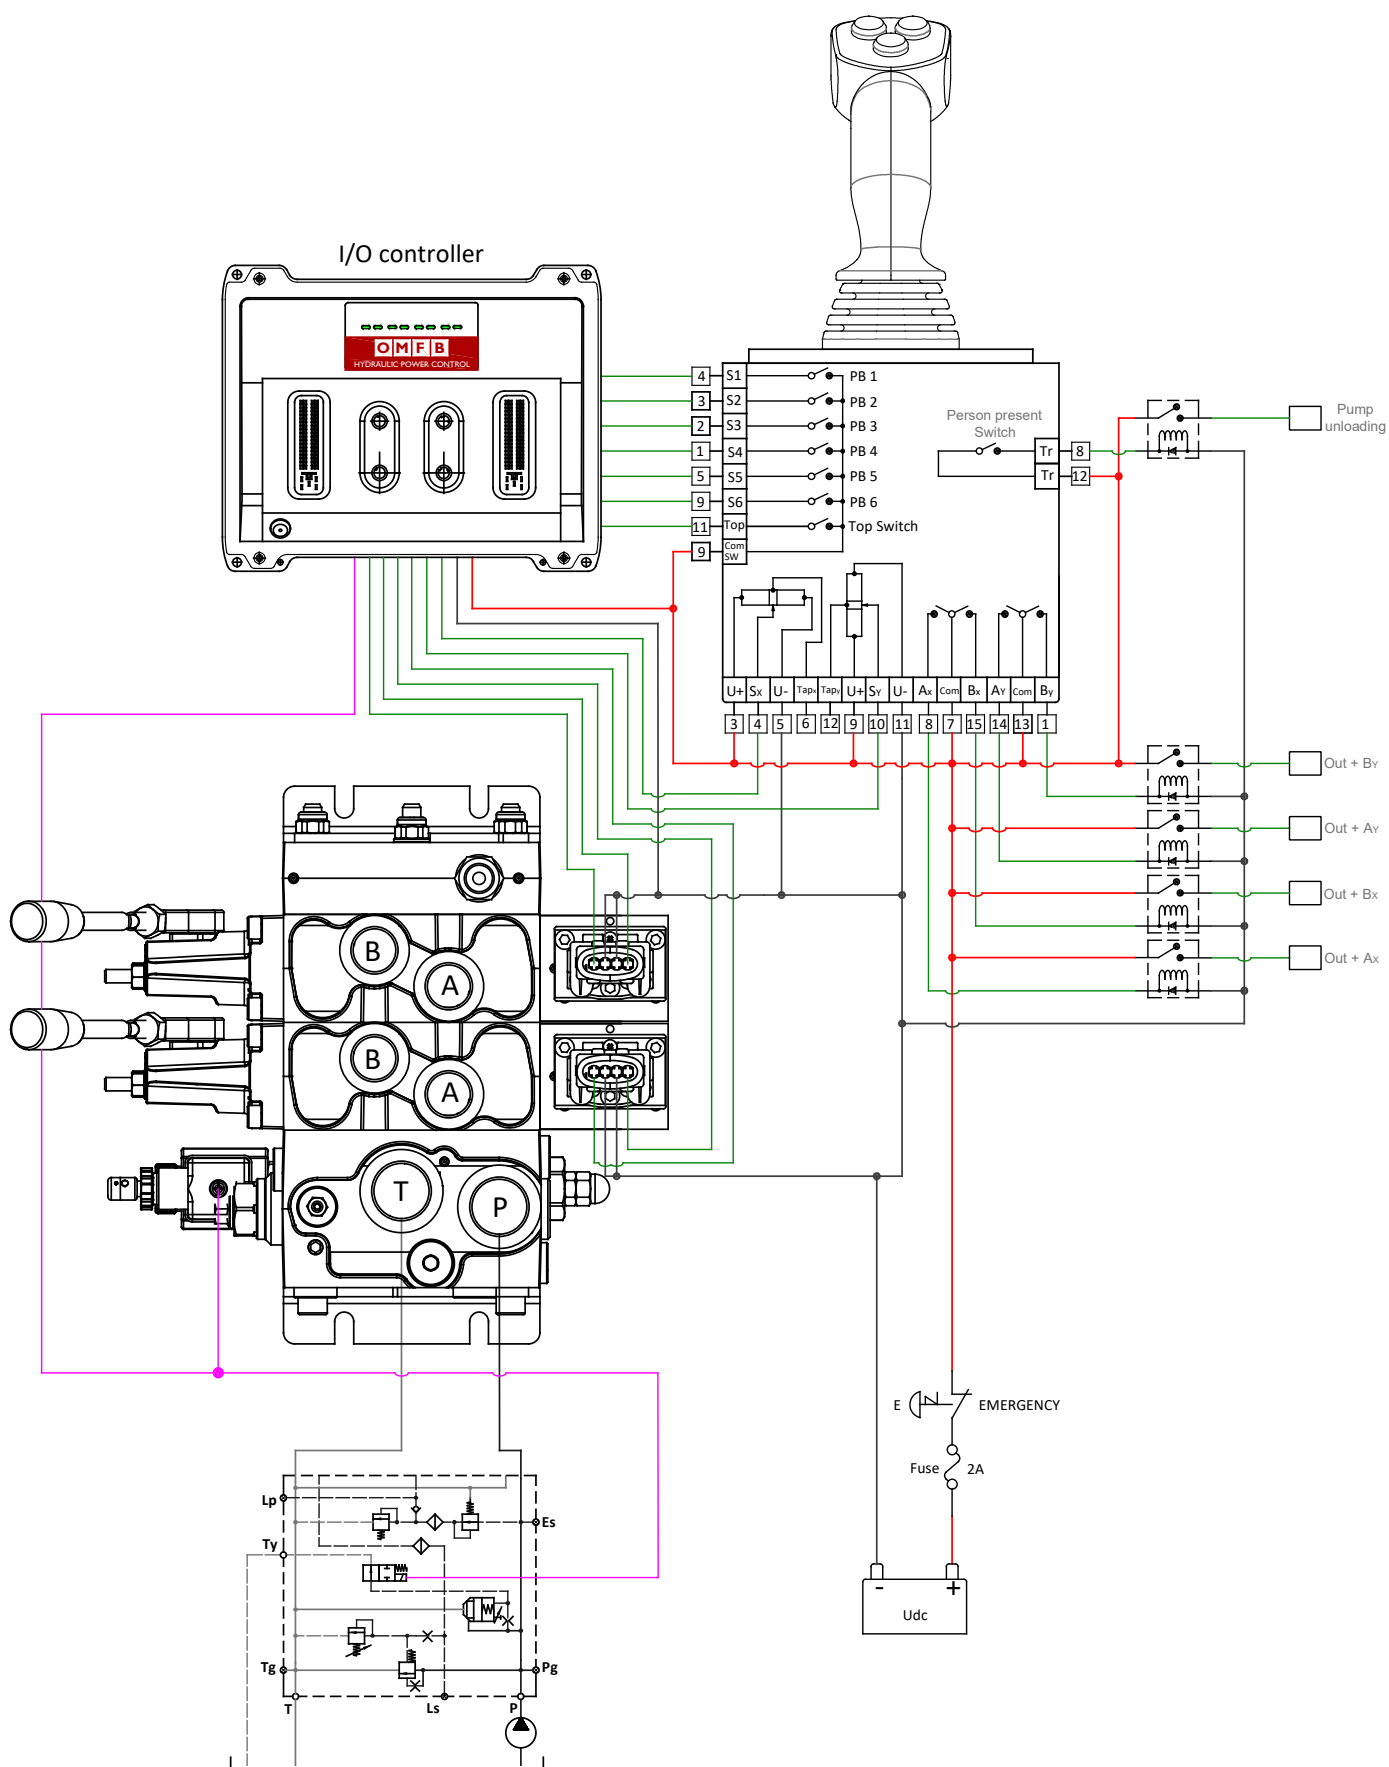 I/O controller
OMFB
HYDRAULIC POWER CONTROL
4 S1 PB 1
3 S2 PB 2
2 S3 PB 3
1 S4 PB 4
5 S5 PB 5
9 S6 PB 6
11 Top Top Switch
9 Com SW
Person present
Switch
Tr 8
Tr 12
Pump
unloading
U+ Sx U- Tapx Tapy U+ Sy U- Ax Com Bx Ay Com By
3 4 5 6 12 9 10 11 8 7 15 14 13 1
Out + By
Out + Ay
Out + Bx
Out + Ax
B
A
B
A
T
P
E EMERGENCY
Fuse 2A
- +
Udc
Lp
Es
Ty
Tg
Pg
T
Ls
P